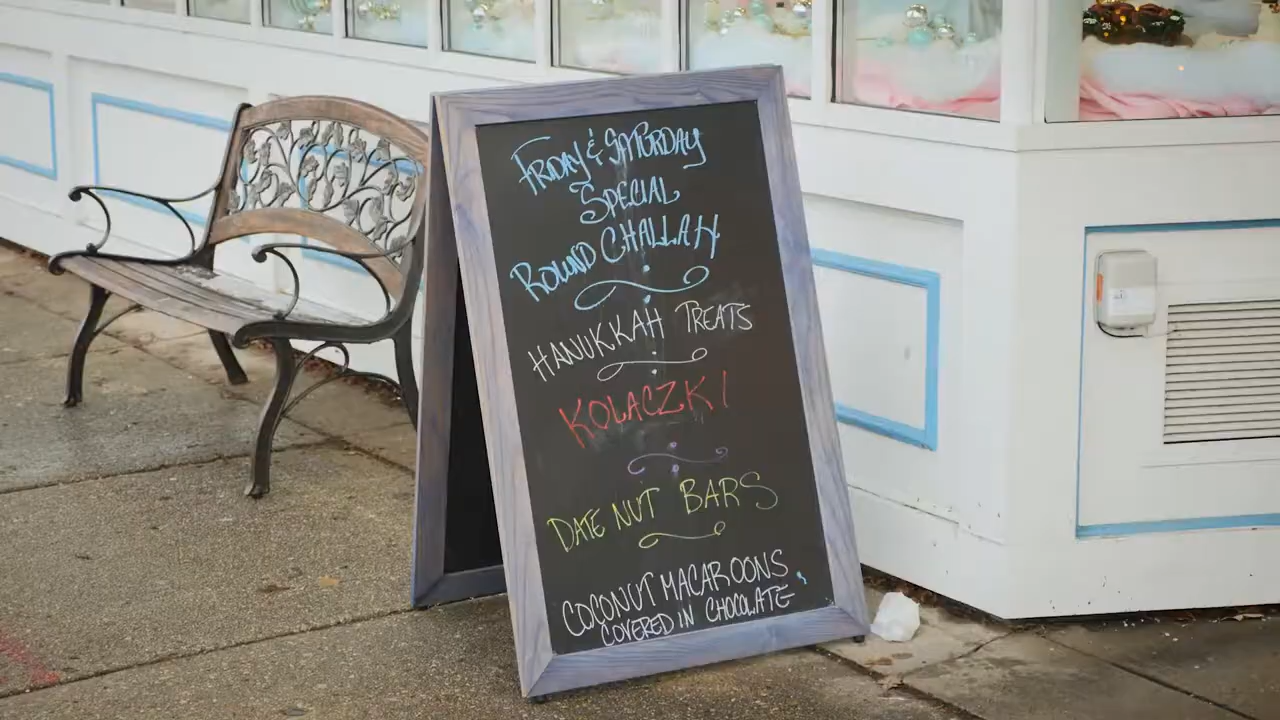 FRIDAY & SATURDAY
SPECIAL
ROUND CHALLAH
HANUKKAH TREATS
KOLACZKI
DATE NUT BARS
COCONUT MACAROONS
COVERED IN CHOCOLATE